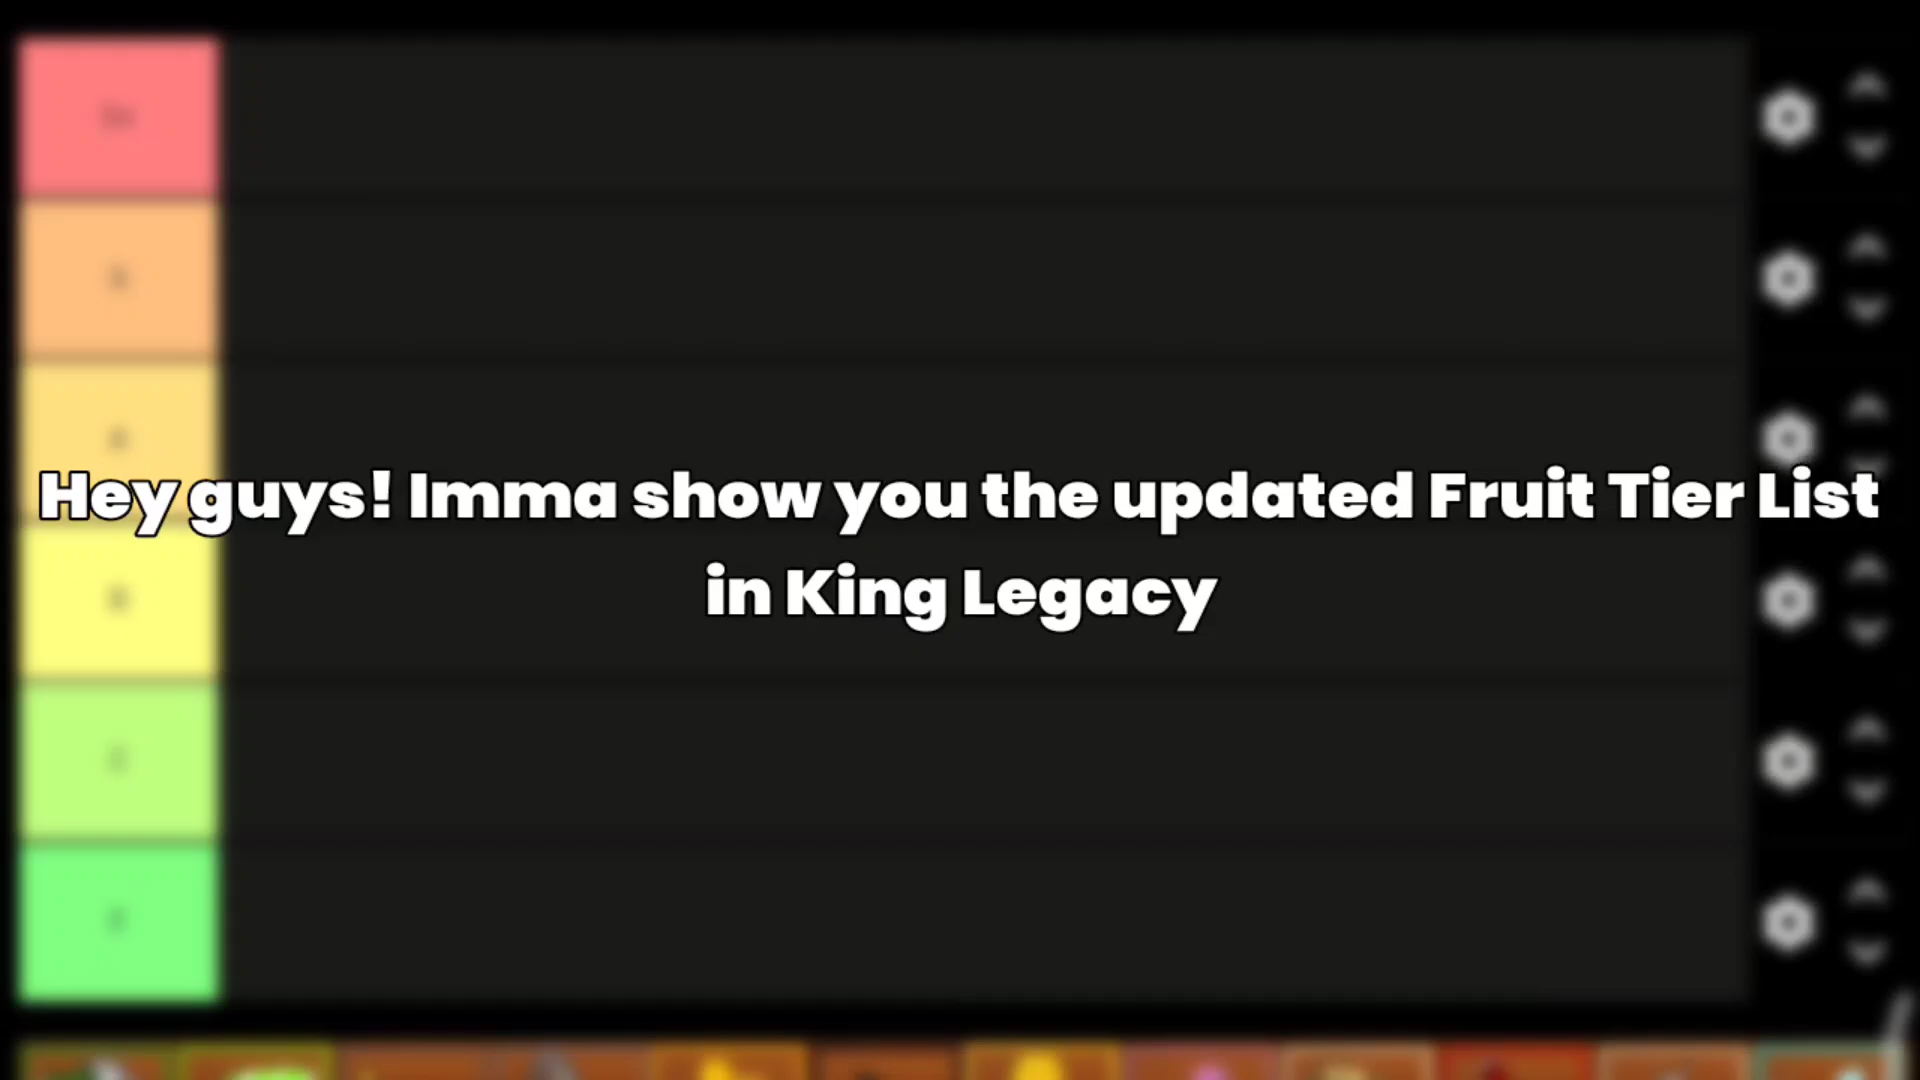 Hey guys! Imma show you the updated Fruit Tier List
in King Legacy